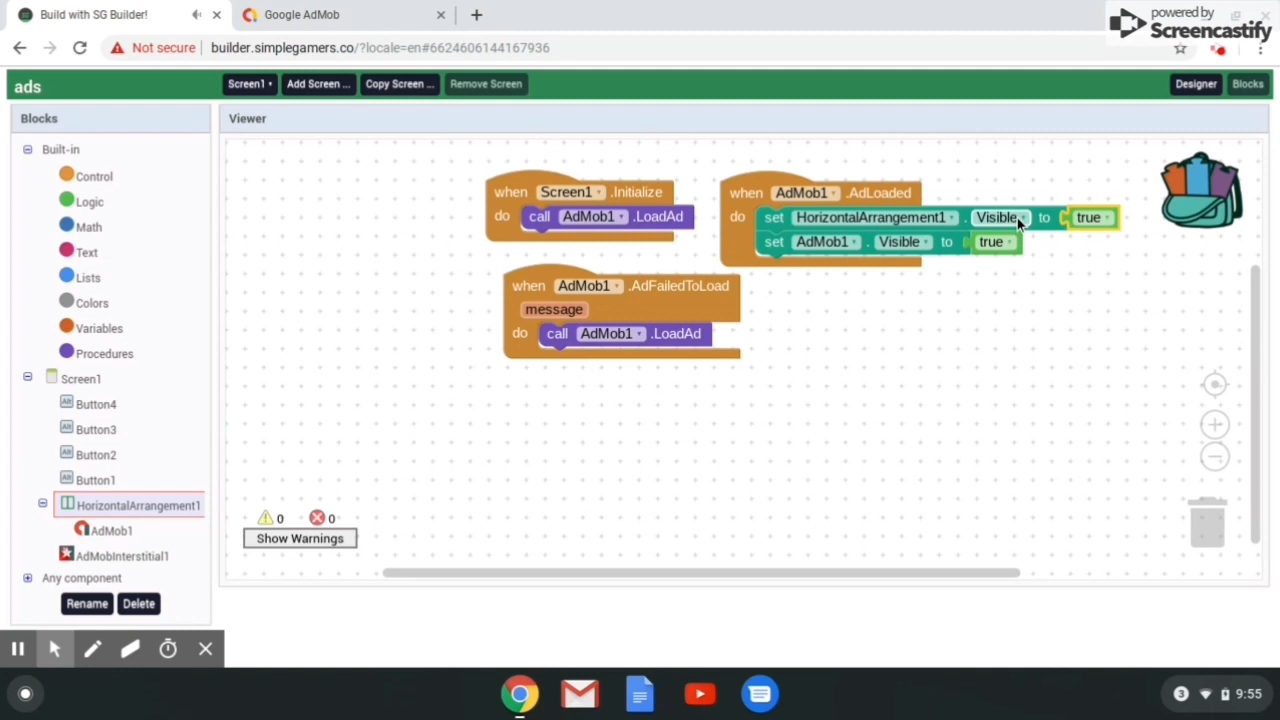 Build with SG Builder!
Google AdMob
powered by
Screencastify
Not secure
builder.simplegamers.co/?locale=en#6624606144167936
ads
Screen1
Add Screen ...
Copy Screen ...
Remove Screen
Designer
Blocks
Blocks
Viewer
Built-in
Control
Logic
Math
Text
Lists
Colors
Variables
Procedures
Screen1
Button4
Button3
Button2
Button1
HorizontalArrangement1
AdMob1
AdMobInterstitial1
Any component
Rename
Delete
when Screen1 .Initialize
do call AdMob1 .LoadAd
when AdMob1 .AdLoaded
do set HorizontalArrangement1 . Visible to true
set AdMob1 . Visible to true
when AdMob1 .AdFailedToLoad
message
do call AdMob1 .LoadAd
0
0
Show Warnings
3
9:55